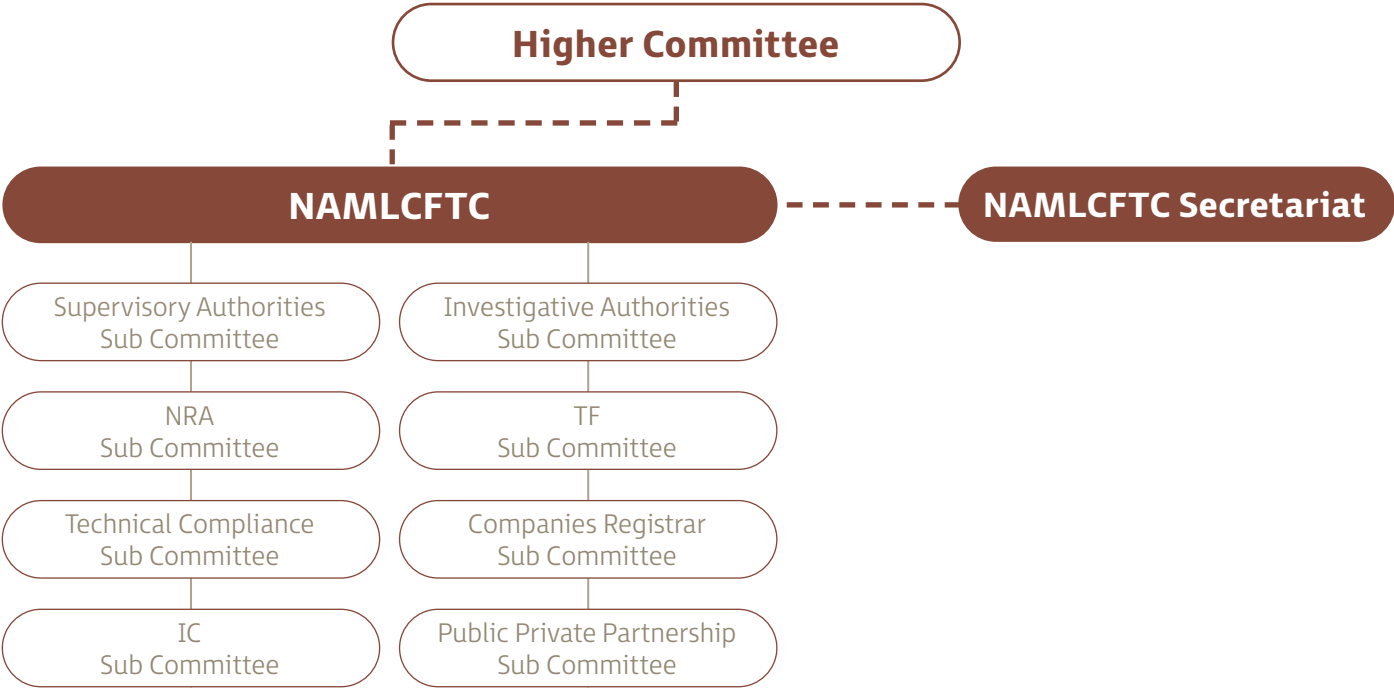 Higher Committee
NAMLCFTC
NAMLCFTC Secretariat
Supervisory Authorities
Sub Committee
Investigative Authorities
Sub Committee
NRA
Sub Committee
TF
Sub Committee
Technical Compliance
Sub Committee
Companies Registrar
Sub Committee
IC
Sub Committee
Public Private Partnership
Sub Committee